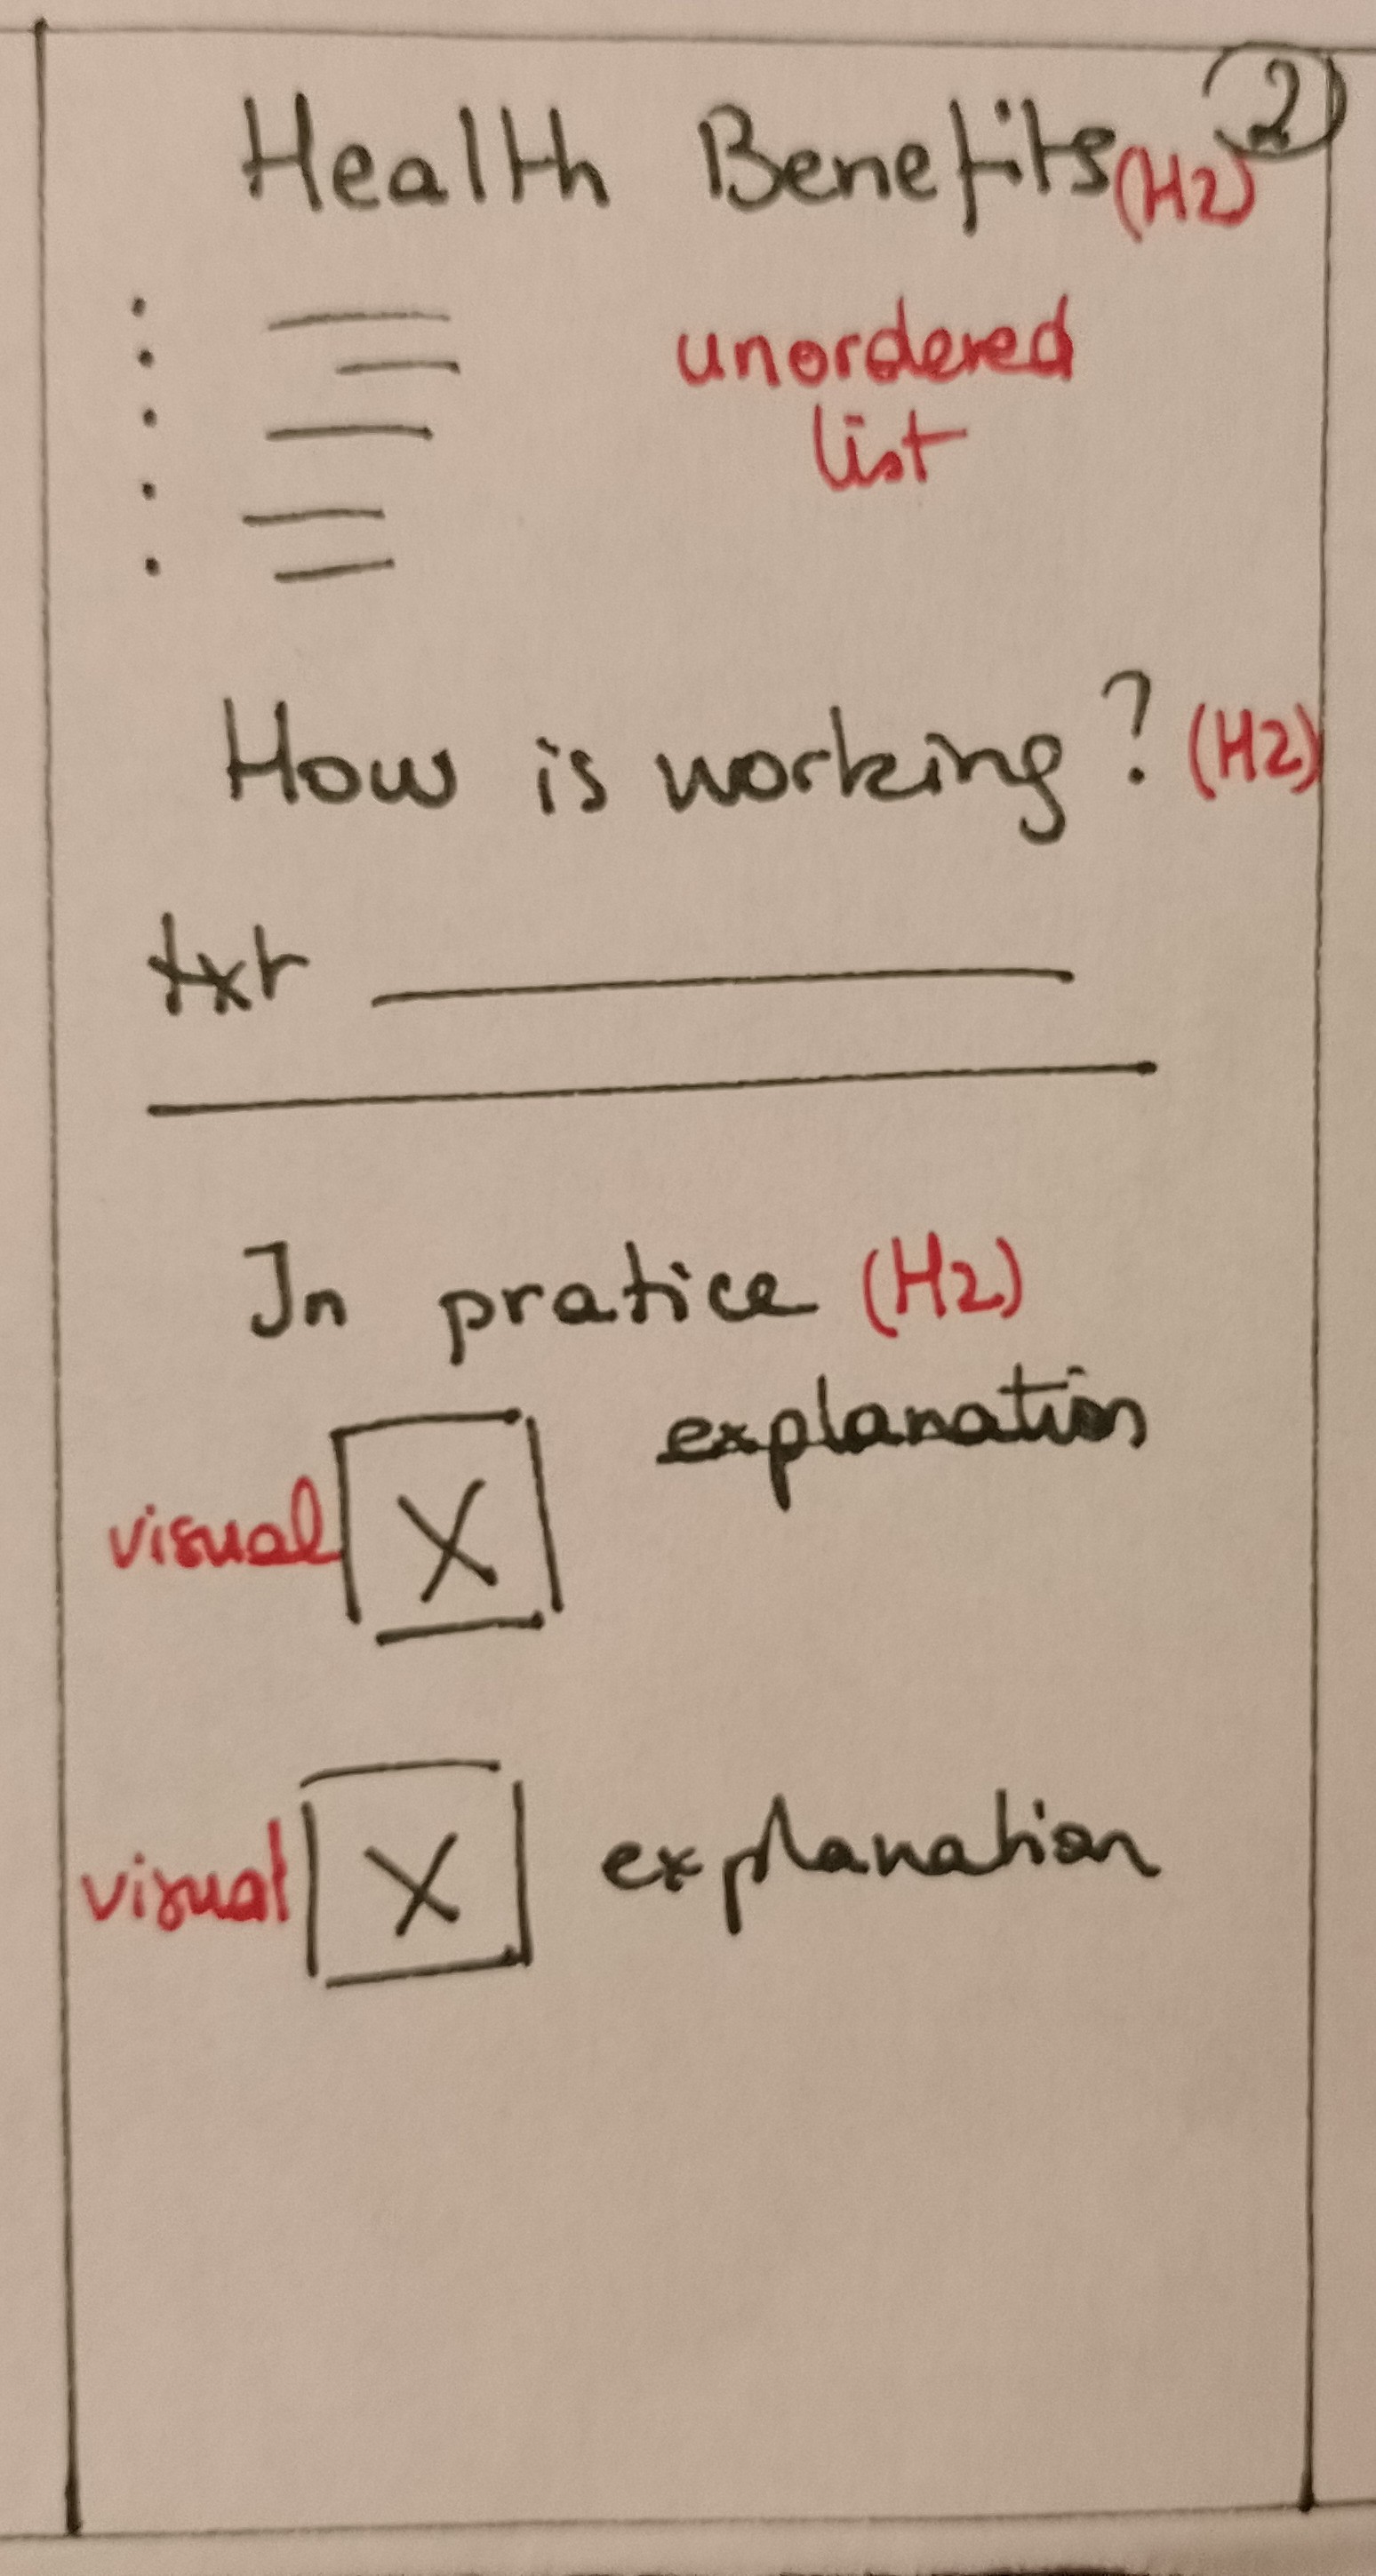 2
Health Benefits (H2)
unordered
list
How is working? (H2)
txt
In pratice (H2)
explanation
visual X
visual X explanation